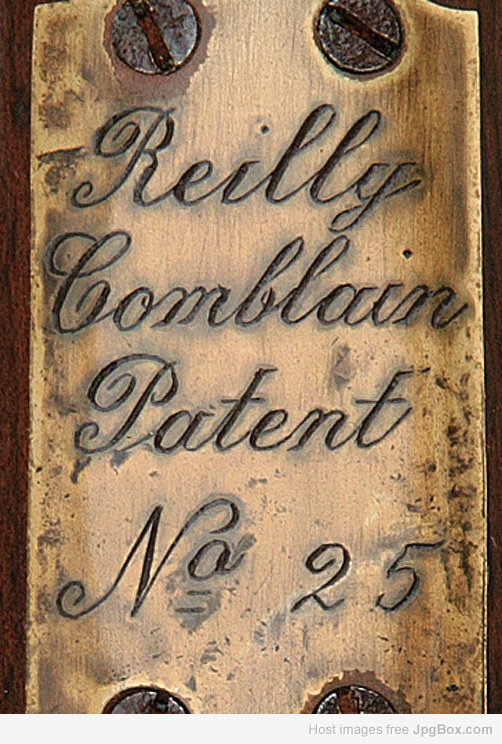 Reilly
Comblain
Patent
No 25
Host images free JpgBox.com